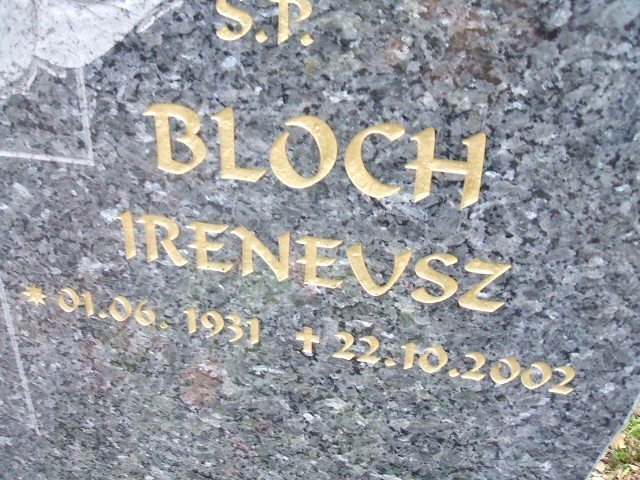 S.P.
BLOCH
IRENEUSZ
* 01.06. 1931 + 22.10.2002